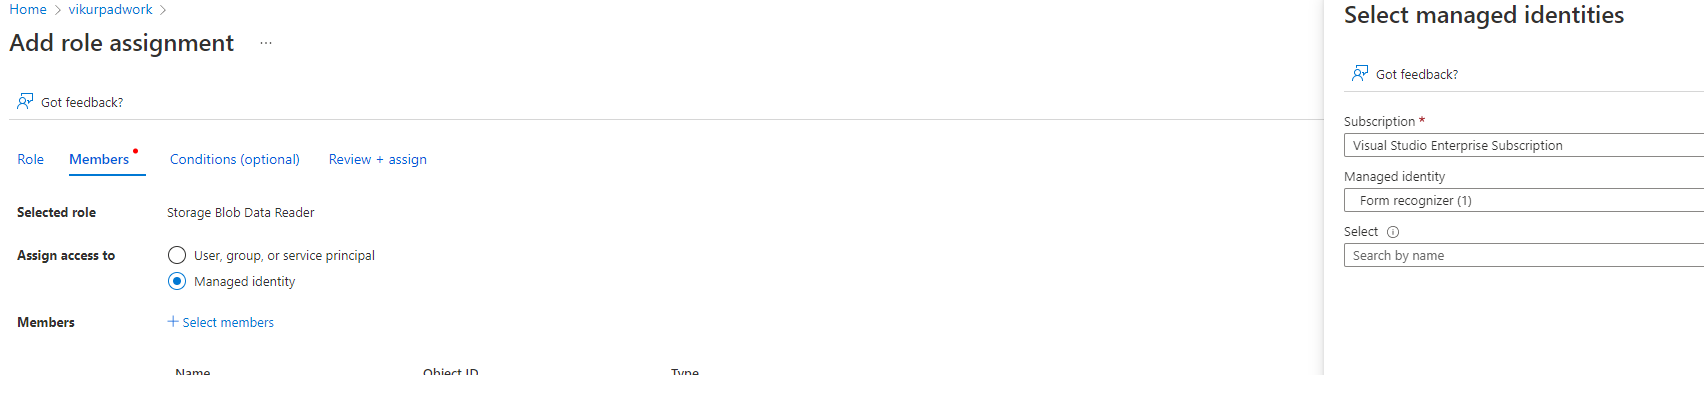 Home > vikurpadwork >
Add role assignment ...
Got feedback?
Role Members Conditions (optional) Review + assign
Selected role Storage Blob Data Reader
Assign access to User, group, or service principal
Managed identity
Members + Select members
Name Object ID Type
Select managed identities
Got feedback?
Subscription *
Visual Studio Enterprise Subscription
Managed identity
Form recognizer (1)
Select
Search by name